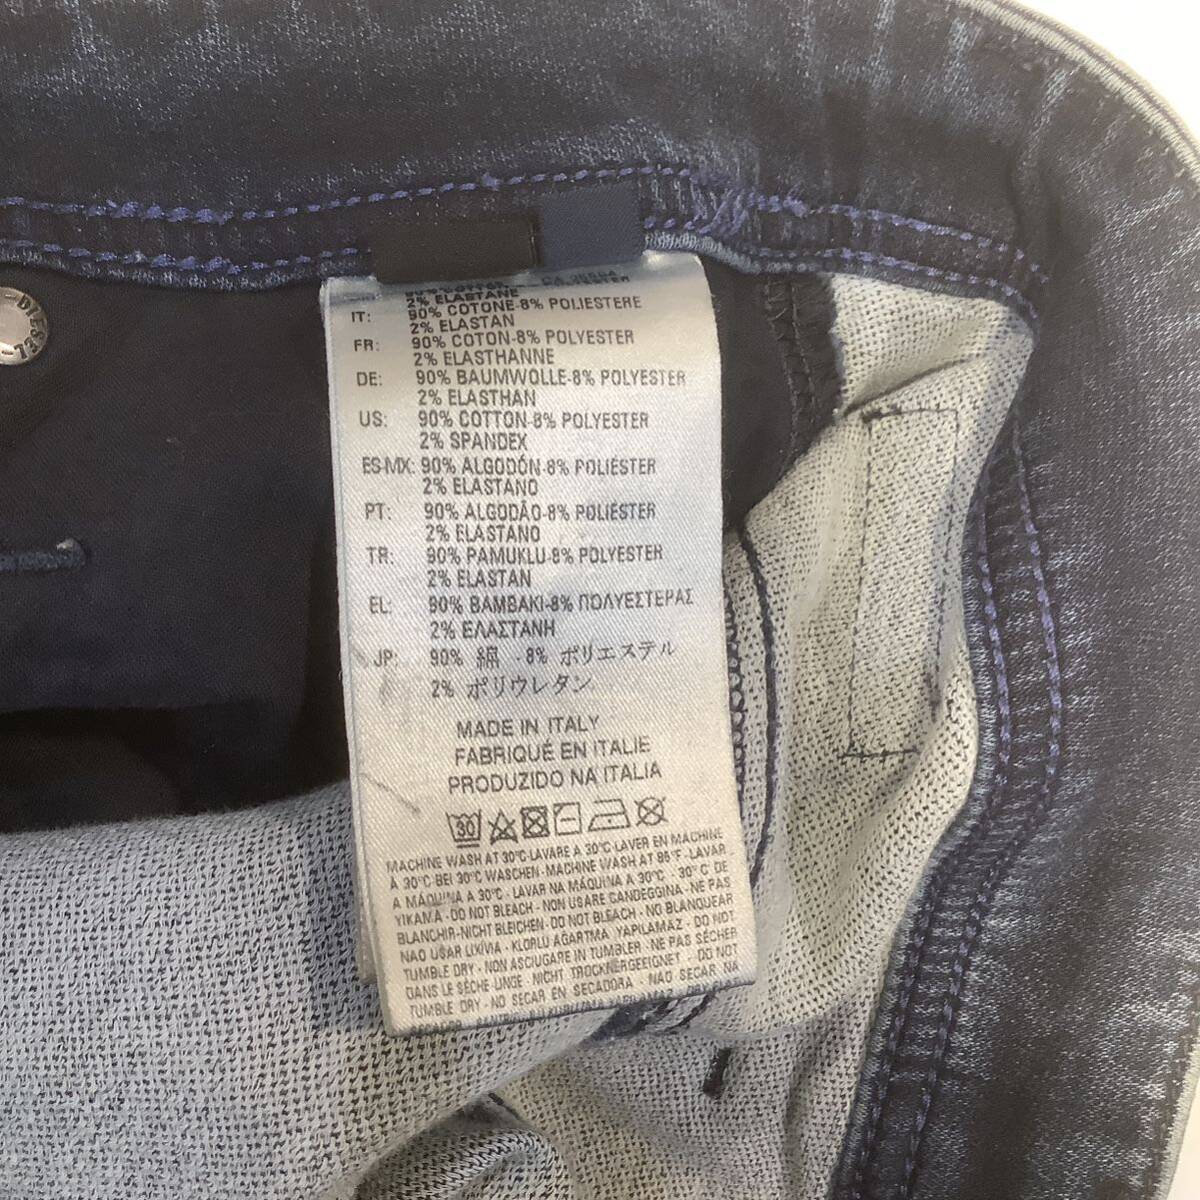 DIESEL
2% ELASTANE
IT: 90% COTONE-8% POLIESTERE
2% ELASTAN
FR: 90% COTON-8% POLYESTER
2% ELASTHANNE
DE: 90% BAUMWOLLE-8% POLYESTER
2% ELASTHAN
US: 90% COTTON-8% POLYESTER
2% SPANDEX
ES-MX: 90% ALGODÓN-8% POLIÉSTER
2% ELASTANO
PT: 90% ALGODÃO-8% POLIÉSTER
2% ELASTANO
TR: 90% PAMUKLU-8% POLYESTER
2% ELASTAN
EL: 90% ΒΑΜΒΑΚΙ-8% ΠΟΛΥΕΣΤΕΡΑΣ
2% ΕΛΑΣΤΑΝΗ
JP: 90% 綿 -8% ポリエステル
2% ポリウレタン
MADE IN ITALY
FABRIQUÉ EN ITALIE
PRODUZIDO NA ITALIA
30
MACHINE WASH AT 30°C-LAVARE A 30°C-LAVER EN MACHINE
À 30°C-BEI 30°C WASCHEN-MACHINE WASH AT 85°F-LAVAR
A MÁQUINA A 30°C - LAVAR NA MÁQUINA A 30°C - 30°C DE
YIKAMA-DO NOT BLEACH - NON USARE CANDEGGINA - NE PAS
BLANCHIR-NICHT BLEICHEN-DO NOT BLEACH-NO BLANQUEAR
NAO USAR LIXÍVIA - KLORLU AGARTMA YAPILAMAZ - DO NOT
TUMBLE DRY - NON ASCIUGARE IN TUMBLER - NE PAS SÉCHER
DANS LE SÈCHE-LINGE NICHT TROCKNERGEEIGNET - DO NOT
TUMBLE DRY - NO SECAR EN SECADORA - NAO SECAR NA